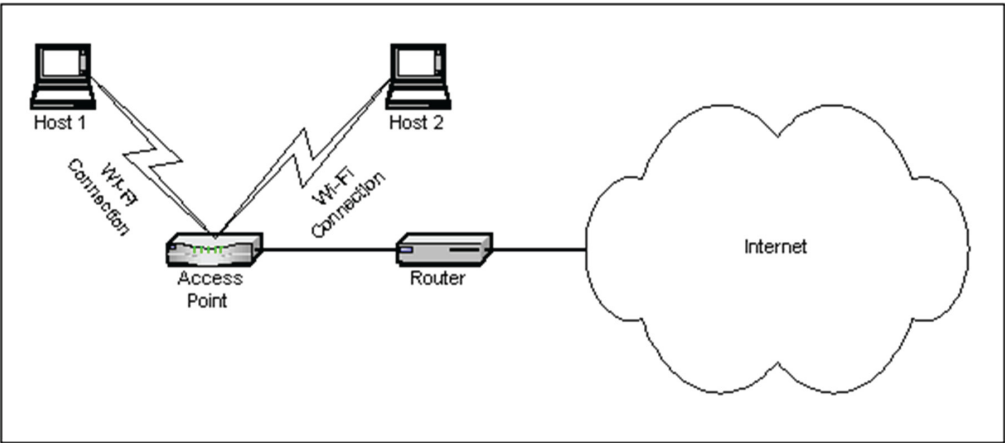 Host 1
Host 2
Wi-Fi
Connection
Wi-Fi
Connection
Access
Point
Router
Internet